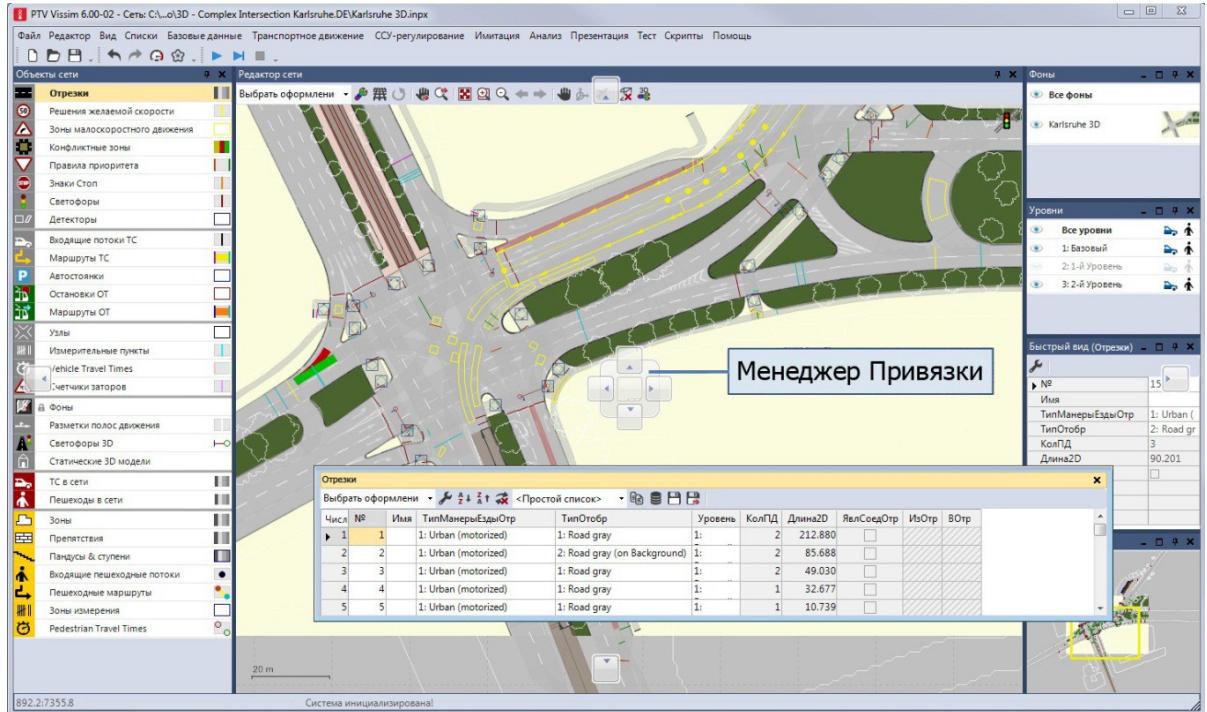 PTV Vissim 6.00-02 - Сеть: C:\...o\3D - Complex Intersection Karlsruhe.DE\Karlsruhe 3D.inpx
Файл Редактор Вид Списки Базовые данные Транспортное движение ССУ-регулирование Имитация Анализ Презентация Тест Скрипты Помощь
Объекты сети
Отрезки
Решения желаемой скорости
Зоны малоскоростного движения
Конфликтные зоны
Правила приоритета
Знаки Стоп
Светофоры
Детекторы
Входящие потоки ТС
Маршруты ТС
Автостоянки
Остановки ОТ
Маршруты ОТ
Узлы
Измерительные пункты
Vehicle Travel Times
Счетчики заторов
Фоны
Разметки полос движения
Светофоры 3D
Статические 3D модели
ТС в сети
Пешеходы в сети
Зоны
Препятствия
Пандусы & ступени
Входящие пешеходные потоки
Пешеходные маршруты
Зоны измерения
Pedestrian Travel Times
Редактор сети
Выбрать оформлени
Менеджер Привязки
20 m
Отрезки
Выбрать оформлени <Простой список>
Числ № Имя ТипМанерыЕздыОтр ТипОтобр Уровень КолПД Длина2D ЯвлСоедОтр ИзОтр ВОтр
1 1 1: Urban (motorized) 1: Road gray 1: 2 212.880
2 2 1: Urban (motorized) 2: Road gray (on Background) 1: 2 85.688
3 3 1: Urban (motorized) 1: Road gray 1: 2 49.030
4 4 1: Urban (motorized) 1: Road gray 1: 1 32.677
5 5 1: Urban (motorized) 1: Road gray 1: 1 10.739
Фоны
Все фоны
Karlsruhe 3D
Уровни
Все уровни
1: Базовый
2: 1-й Уровень
3: 2-й Уровень
Быстрый вид (Отрезки)
№ 15
Имя
ТипМанерыЕздыОтр 1: Urban (
ТипОтобр 2: Road gr
КолПД 3
Длина2D 90.201
892.2:7355.8 Система инициализирована!